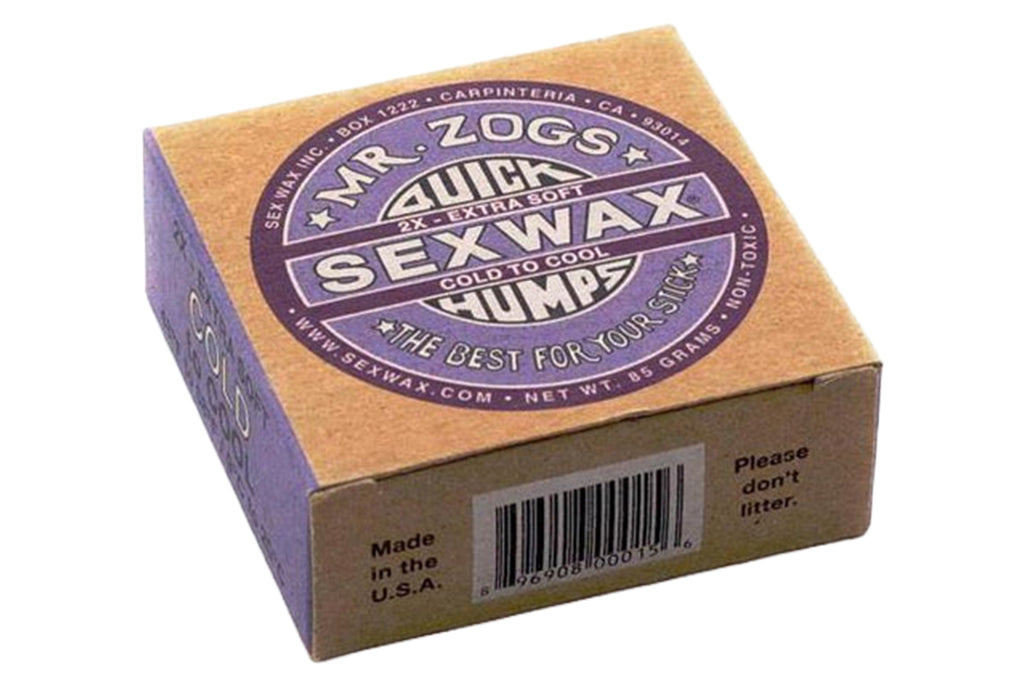 SEX WAX INC. • BOX 1222 • CARPINTERIA • CA • 93014
★ MR. ZOGS ★
QUICK
2X - EXTRA SOFT
SEXWAX®
COLD TO COOL
HUMPS
★THE BEST FOR YOUR STICK★
• WWW.SEXWAX.COM • NET WT. 85 GRAMS • NON-TOXIC •
2X
COLD
Made
in the
U.S.A.
8 96908 00015 6
Please
don't
litter.